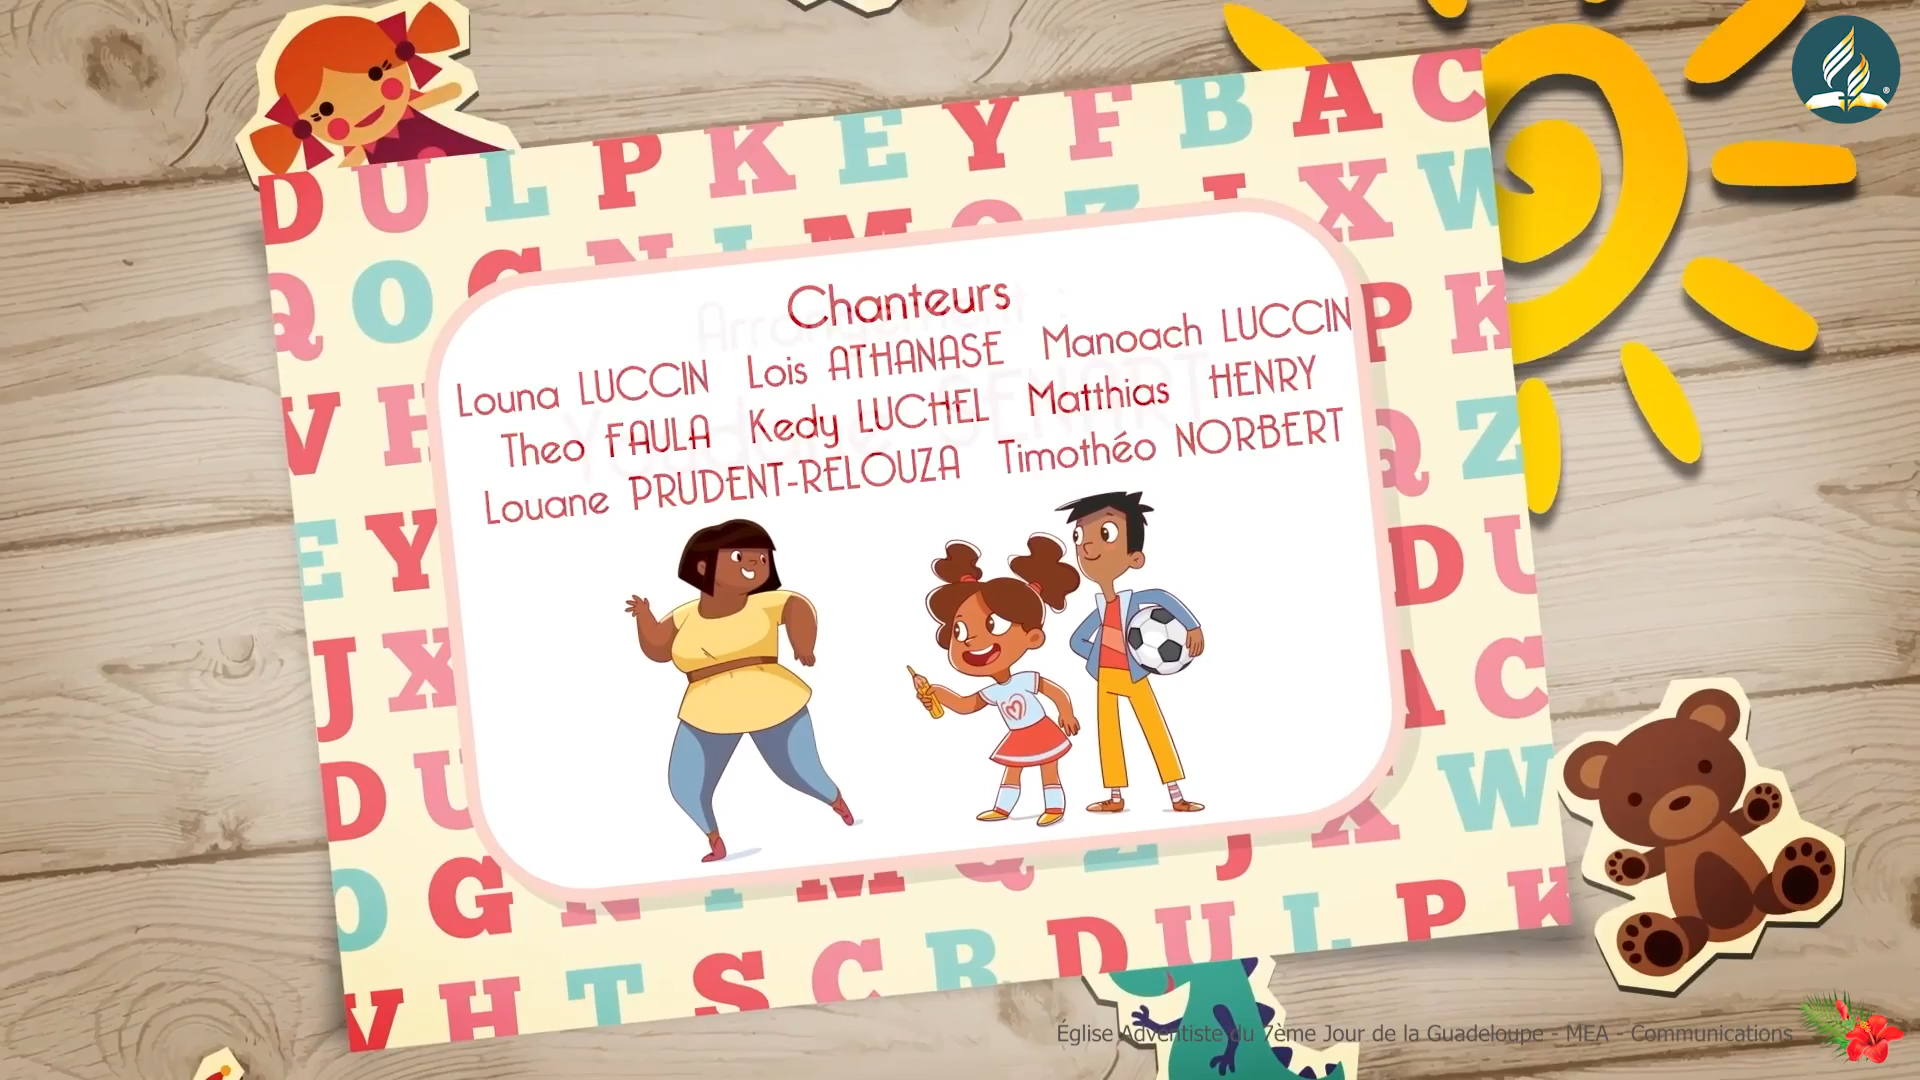 Chanteurs
Louna LUCCIN Lois ATHANASE Manoach LUCCIN
Theo FAULA Kedy LUCHEL Matthias HENRY
Louane PRUDENT-RELOUZA Timothéo NORBERT
D U L P K E Y F B A C
Église Adventiste du 7ème Jour de la Guadeloupe - MEA - Communications